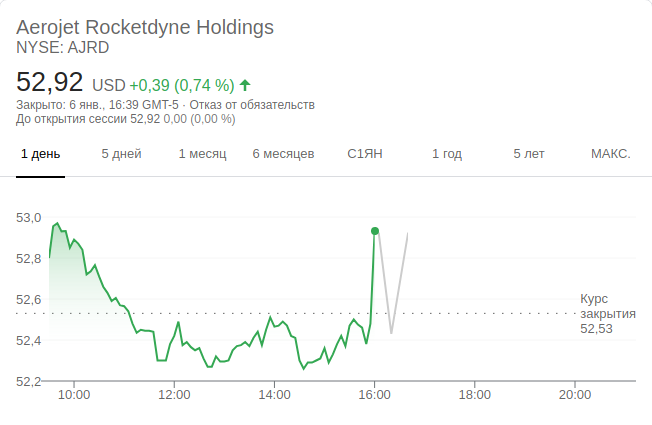 Aerojet Rocketdyne Holdings
NYSE: AJRD
52,92 USD +0,39 (0,74 %)
Закрыто: 6 янв., 16:39 GMT-5 · Отказ от обязательств
До открытия сессии 52,92 0,00 (0,00 %)
1 день 5 дней 1 месяц 6 месяцев С1ЯН 1 год 5 лет МАКС.
53,0
52,8
52,6
52,4
52,2
Курс
закрытия
52,53
10:00 12:00 14:00 16:00 18:00 20:00